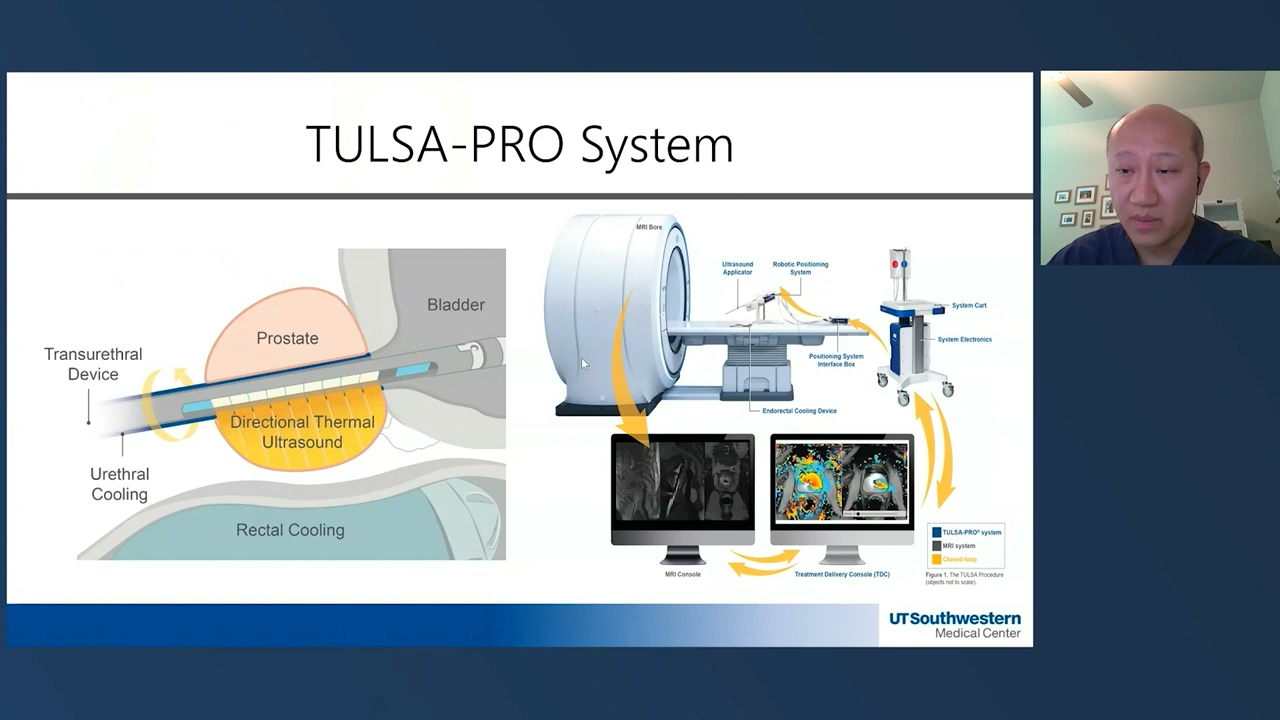 TULSA-PRO System
Bladder
Prostate
Transurethral
Device
Directional Thermal
Ultrasound
Urethral
Cooling
Rectal Cooling
MRI Bore
Ultrasound
Applicator
Robotic Positioning
System
System Cart
System Electronics
Positioning System
Interface Box
Endorectal Cooling Device
MRI Console
Treatment Delivery Console (TDC)
TULSA-PRO® system
MRI system
Closed-loop
Figure 1. The TULSA Procedure
(objects not to scale).
UTSouthwestern
Medical Center